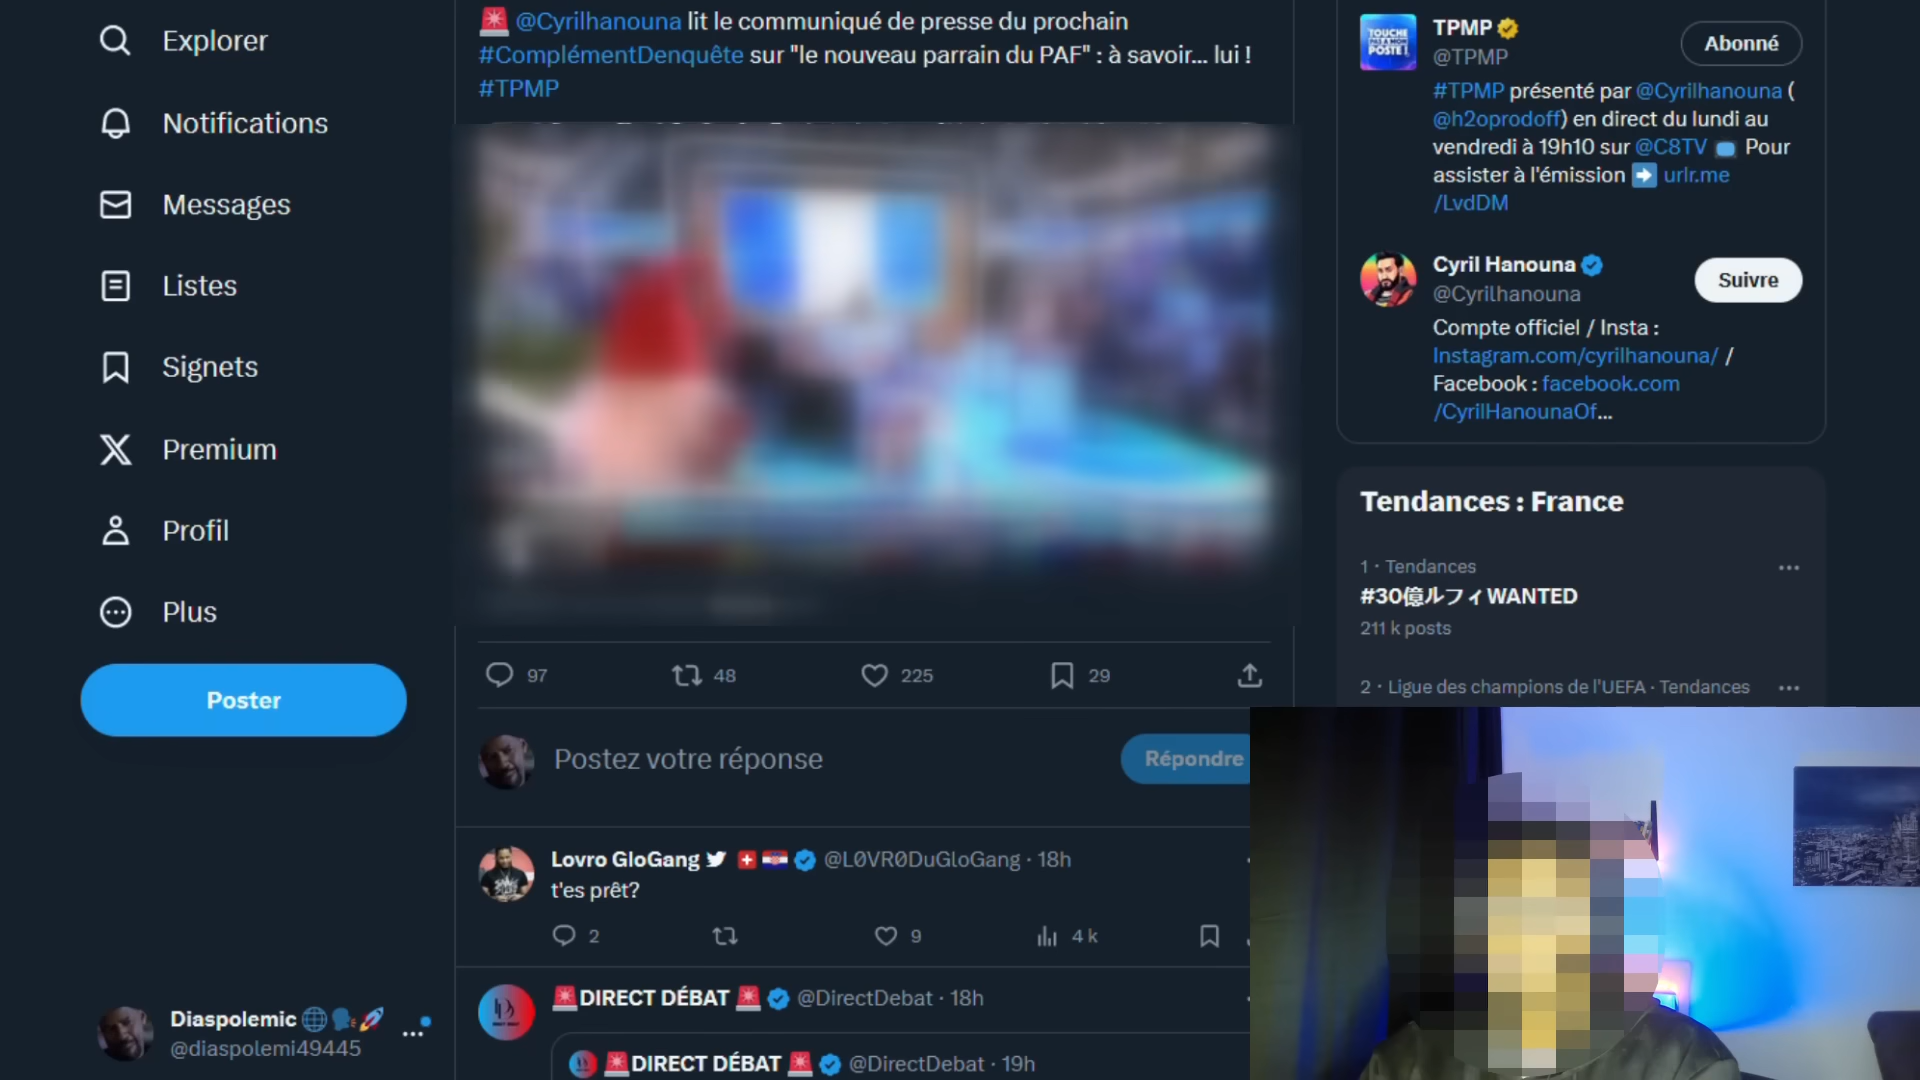 Explorer
Notifications
Messages
Listes
Signets
Premium
Profil
Plus
Poster
Diaspolemic
@diaspolemi49445
@Cyrilhanouna lit le communiqué de presse du prochain
#ComplémentDenquête sur "le nouveau parrain du PAF" : à savoir... lui !
#TPMP
97
48
225
29
Postez votre réponse
Répondre
Lovro GloGang @L0VR0DuGloGang · 18h
t'es prêt?
2
9
4 k
DIRECT DÉBAT @DirectDebat · 18h
DIRECT DÉBAT @DirectDebat · 19h
TOUCHE PAS À MON POSTE !
TPMP
@TPMP
Abonné
#TPMP présenté par @Cyrilhanouna (
@h2oprodoff) en direct du lundi au
vendredi à 19h10 sur @C8TV Pour
assister à l'émission urlr.me
/LvdDM
Cyril Hanouna
@Cyrilhanouna
Suivre
Compte officiel / Insta :
Instagram.com/cyrilhanouna/ /
Facebook : facebook.com
/CyrilHanounaOf...
Tendances : France
1 · Tendances
#30億ルフィWANTED
211 k posts
2 · Ligue des champions de l'UEFA · Tendances